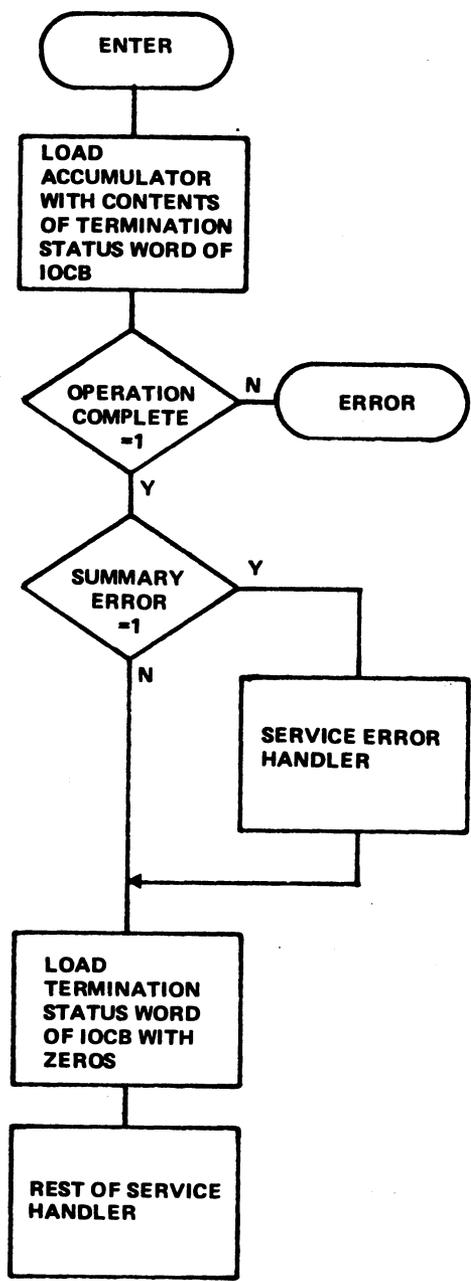 ENTER
LOAD
ACCUMULATOR
WITH CONTENTS
OF TERMINATION
STATUS WORD OF
IOCB
OPERATION
COMPLETE
=1
N
ERROR
Y
SUMMARY
ERROR
=1
Y
N
SERVICE ERROR
HANDLER
LOAD
TERMINATION
STATUS WORD
OF IOCB WITH
ZEROS
REST OF SERVICE
HANDLER